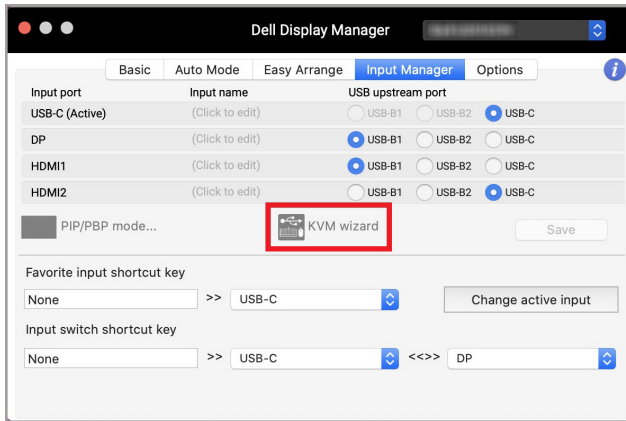 Dell Display Manager
Basic Auto Mode Easy Arrange Input Manager Options i
Input port Input name USB upstream port
USB-C (Active) (Click to edit) USB-B1 USB-B2 USB-C
DP (Click to edit) USB-B1 USB-B2 USB-C
HDMI1 (Click to edit) USB-B1 USB-B2 USB-C
HDMI2 (Click to edit) USB-B1 USB-B2 USB-C
PIP/PBP mode... KVM wizard Save
Favorite input shortcut key
None >> USB-C Change active input
Input switch shortcut key
None >> USB-C <<>> DP